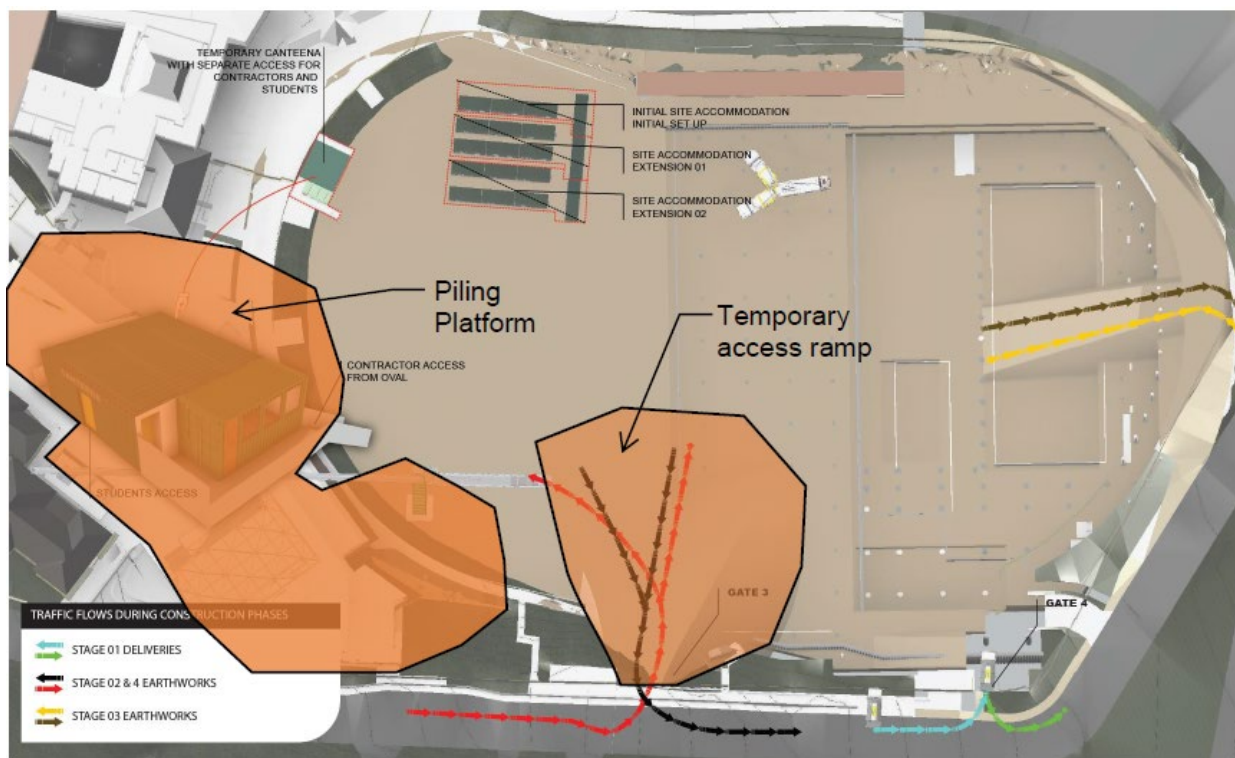 TEMPORARY CANTEENA
WITH SEPARATE ACCESS FOR
CONTRACTORS AND
STUDENTS
INITIAL SITE ACCOMMODATION
INITIAL SET UP
SITE ACCOMMODATION
EXTENSION 01
SITE ACCOMMODATION
EXTENSION 02
Piling
Platform
Temporary
access ramp
CONTRACTOR ACCESS
FROM OVAL
STUDENTS ACCESS
GATE 3
GATE 4
TRAFFIC FLOWS DURING CONSTRUCTION PHASES
STAGE 01 DELIVERIES
STAGE 02 & 4 EARTHWORKS
STAGE 03 EARTHWORKS